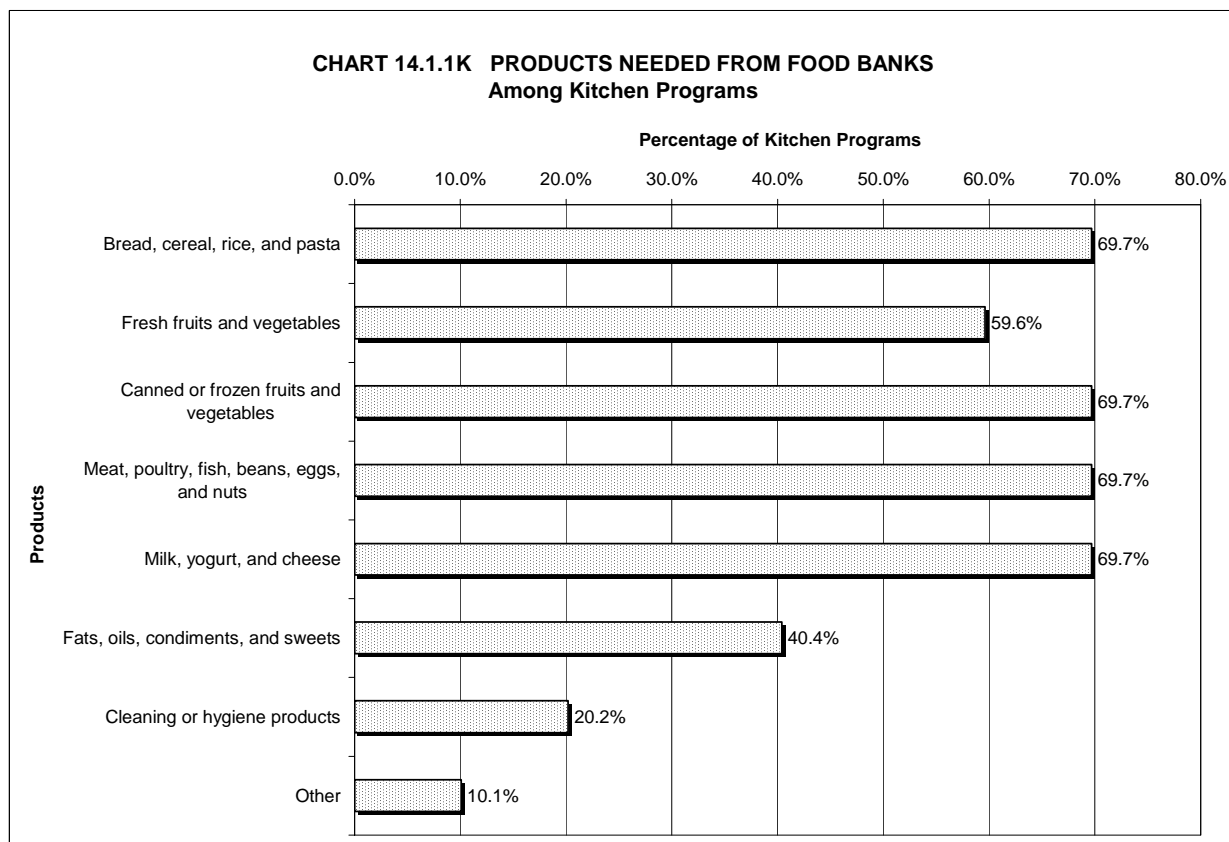 CHART 14.1.1K PRODUCTS NEEDED FROM FOOD BANKS
Among Kitchen Programs
Percentage of Kitchen Programs
0.0% 10.0% 20.0% 30.0% 40.0% 50.0% 60.0% 70.0% 80.0%
Products
Bread, cereal, rice, and pasta 69.7%
Fresh fruits and vegetables 59.6%
Canned or frozen fruits and
vegetables 69.7%
Meat, poultry, fish, beans, eggs,
and nuts 69.7%
Milk, yogurt, and cheese 69.7%
Fats, oils, condiments, and sweets 40.4%
Cleaning or hygiene products 20.2%
Other 10.1%